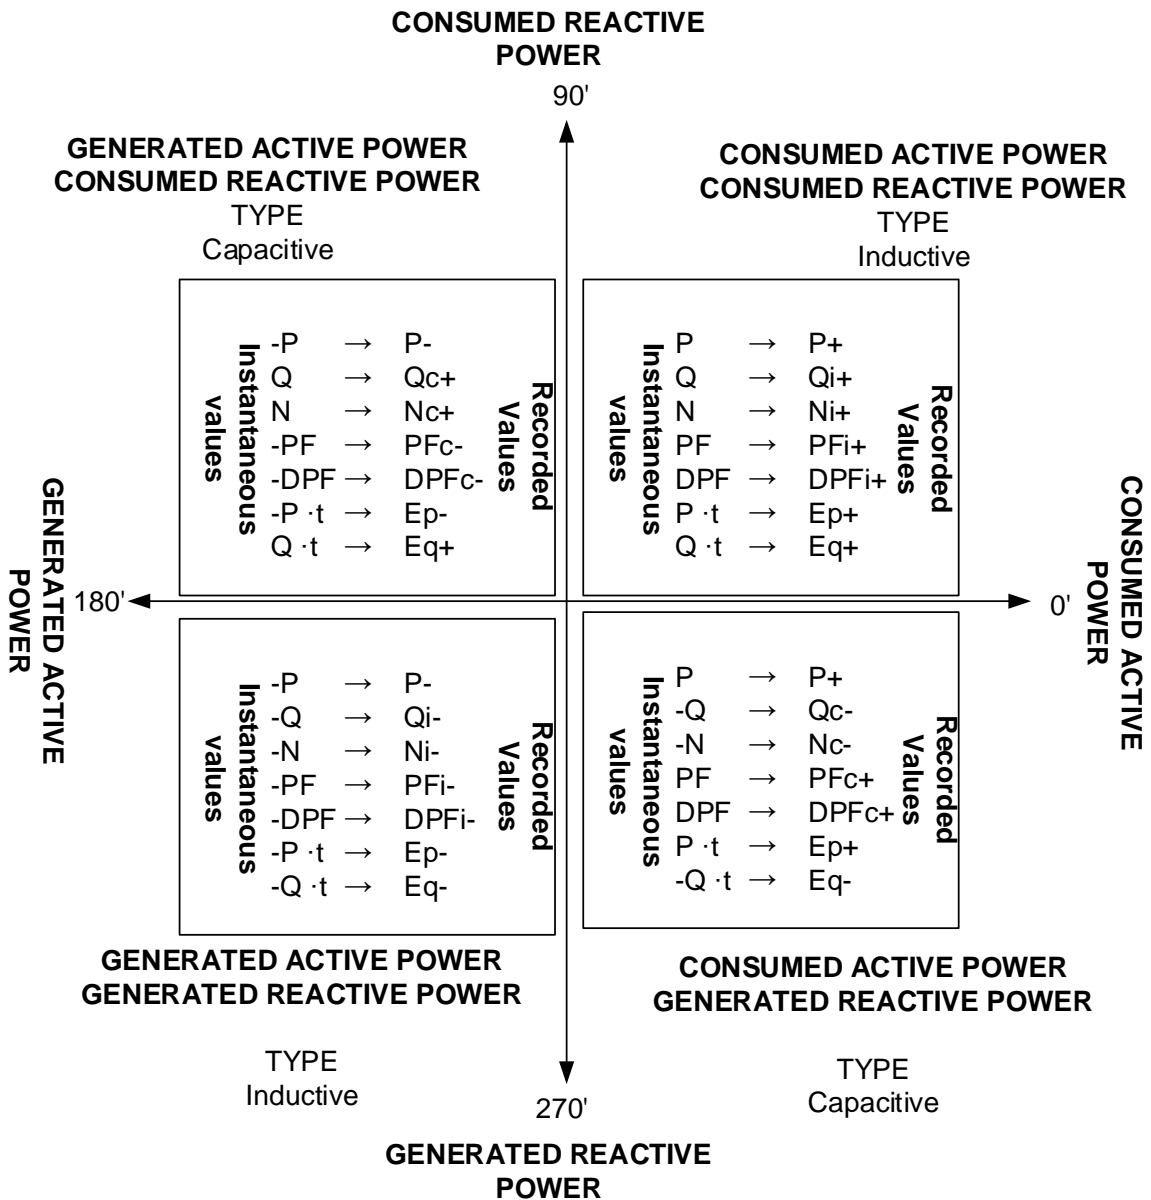 CONSUMED REACTIVE
POWER
90'
GENERATED ACTIVE POWER
CONSUMED REACTIVE POWER
TYPE
Capacitive
CONSUMED ACTIVE POWER
CONSUMED REACTIVE POWER
TYPE
Inductive
Instantaneous
values
-P → P-
Q → Qc+
N → Nc+
-PF → PFc-
-DPF → DPFc-
-P ·t → Ep-
Q ·t → Eq+
Recorded
Values
Instantaneous
values
P → P+
Q → Qi+
N → Ni+
PF → PFi+
DPF → DPFi+
P ·t → Ep+
Q ·t → Eq+
Recorded
Values
GENERATED ACTIVE
POWER
180'
0'
CONSUMED ACTIVE
POWER
Instantaneous
values
-P → P-
-Q → Qi-
-N → Ni-
-PF → PFi-
-DPF → DPFi-
-P ·t → Ep-
-Q ·t → Eq-
Recorded
Values
Instantaneous
values
P → P+
-Q → Qc-
-N → Nc-
PF → PFc+
DPF → DPFc+
P ·t → Ep+
-Q ·t → Eq-
Recorded
Values
GENERATED ACTIVE POWER
GENERATED REACTIVE POWER
TYPE
Inductive
CONSUMED ACTIVE POWER
GENERATED REACTIVE POWER
TYPE
Capacitive
270'
GENERATED REACTIVE
POWER